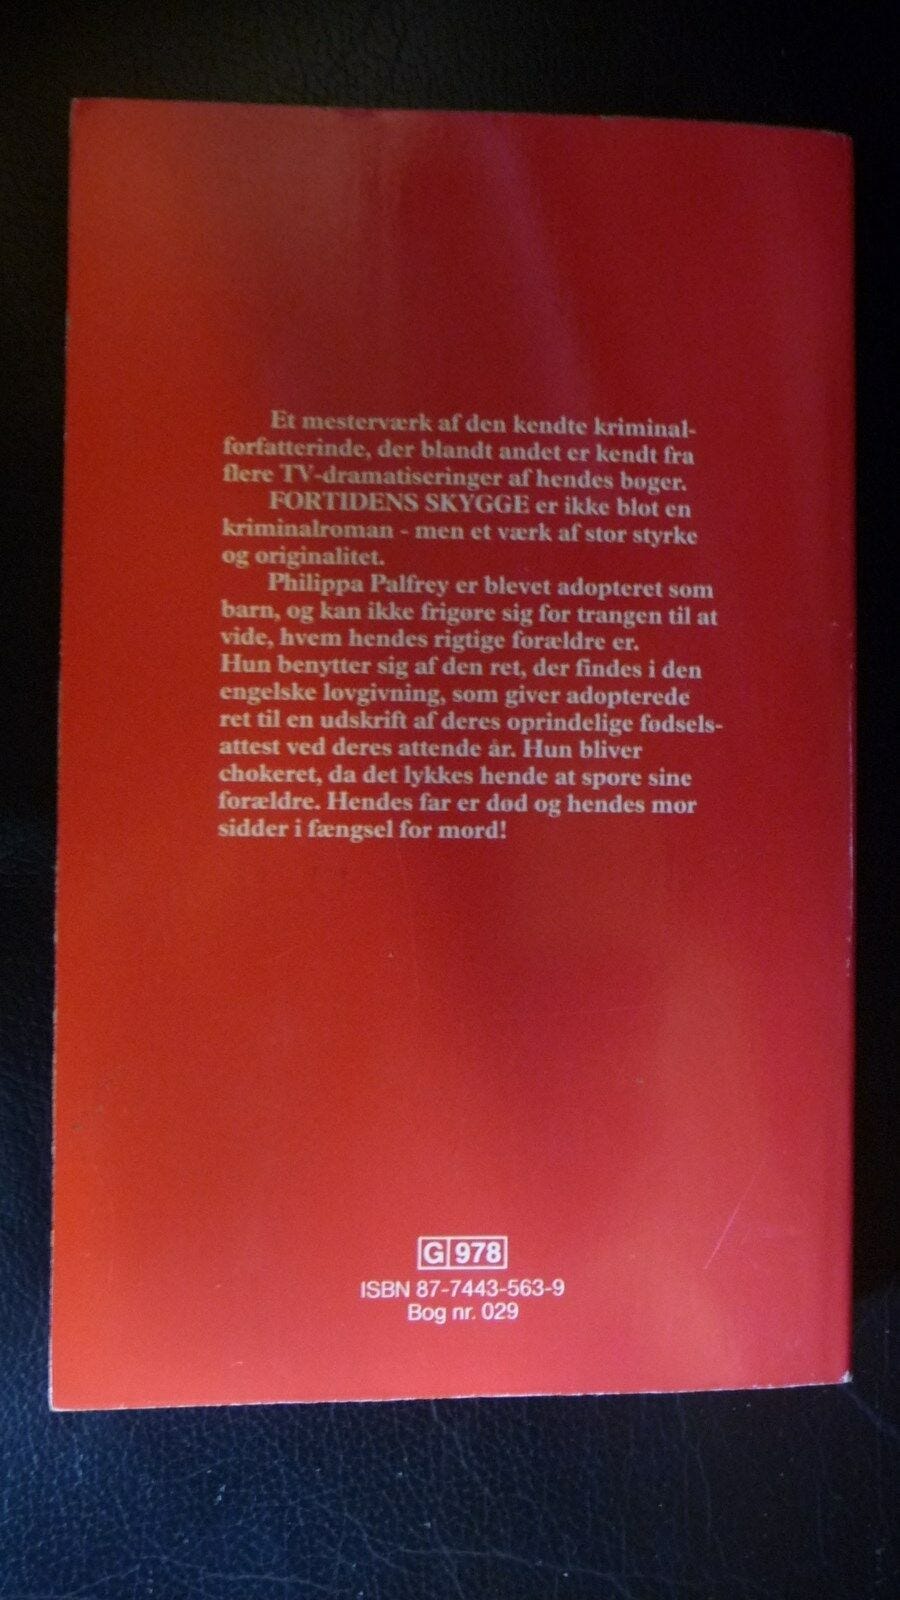 Et mesterværk af den kendte kriminal-
forfatterinde, der blandt andet er kendt fra
flere TV-dramatiseringer af hendes bøger.
FORTIDENS SKYGGE er ikke blot en
kriminalroman - men et værk af stor styrke
og originalitet.
Philippa Palfrey er blevet adopteret som
barn, og kan ikke frigøre sig for trangen til at
vide, hvem hendes rigtige forældre er.
Hun benytter sig af den ret, der findes i den
engelske lovgivning, som giver adopterede
ret til en udskrift af deres oprindelige fødsels-
attest ved deres attende år. Hun bliver
chokeret, da det lykkes hende at spore sine
forældre. Hendes far er død og hendes mor
sidder i fængsel for mord!
G 978
ISBN 87-7443-563-9
Bog nr. 029